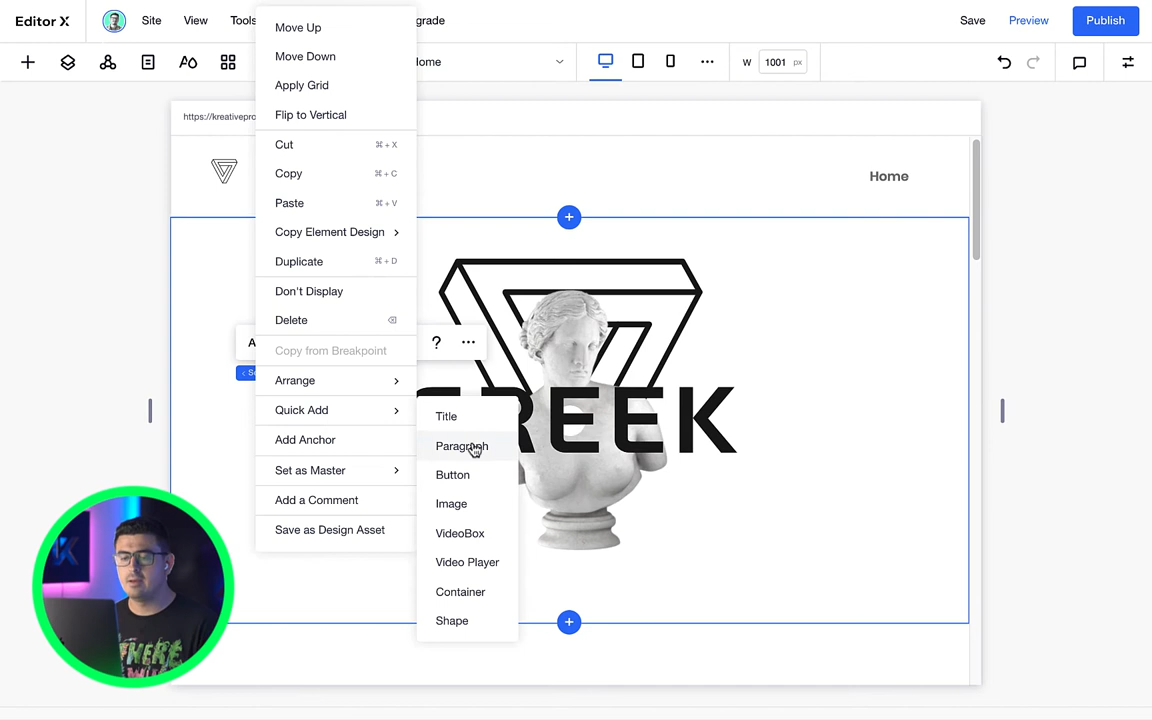 Editor X
Site
View
Tools
grade
Save
Preview
Publish
W
1001
px
https://kreativepro
Home
GREEK
Move Up
Move Down
Apply Grid
Flip to Vertical
Cut ⌘ + X
Copy ⌘ + C
Paste ⌘ + V
Copy Element Design
Duplicate ⌘ + D
Don't Display
Delete
Copy from Breakpoint
Arrange
Quick Add
Add Anchor
Set as Master
Add a Comment
Save as Design Asset
?
Title
Paragraph
Button
Image
VideoBox
Video Player
Container
Shape